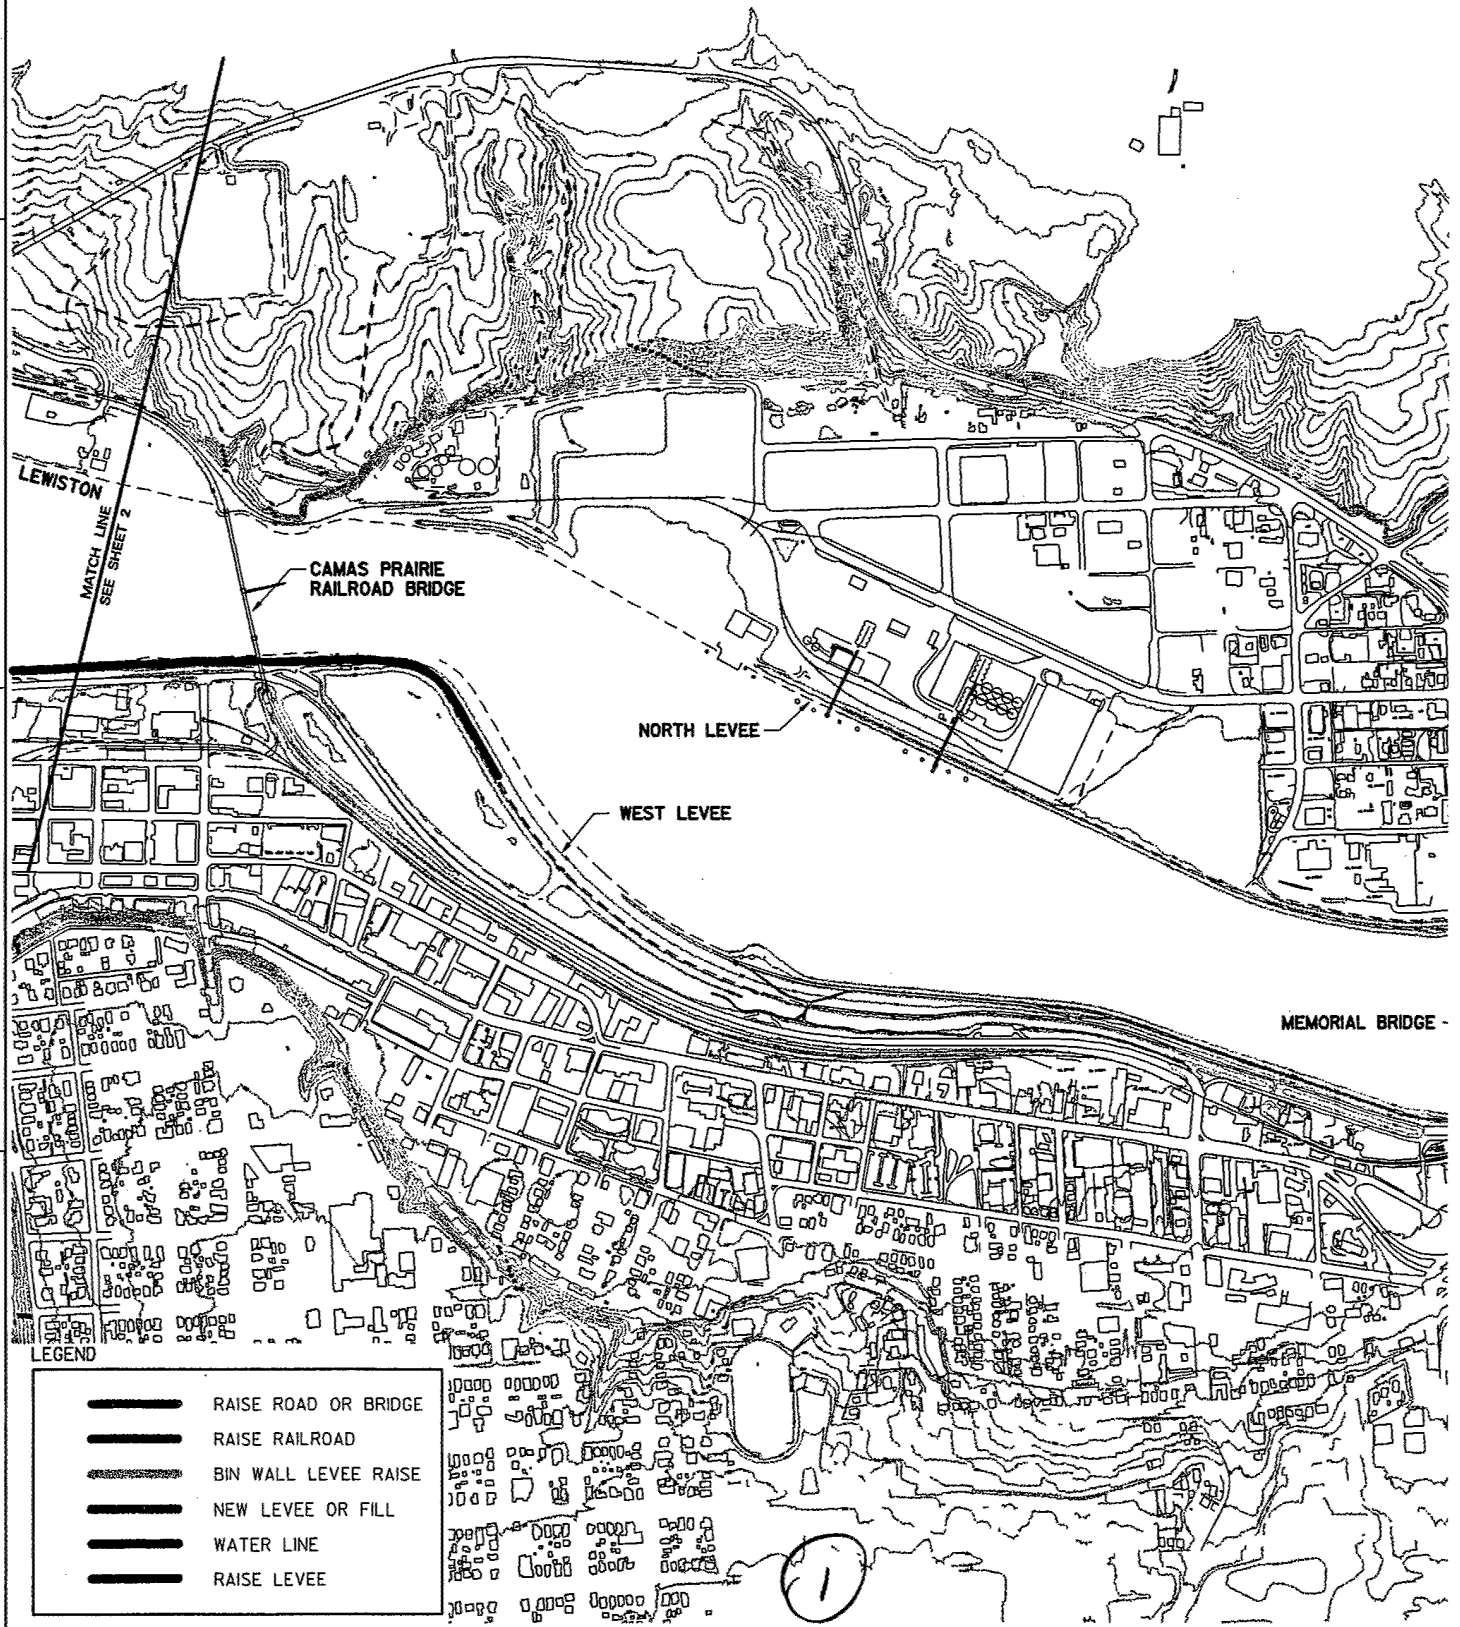 LEWISTON
MATCH LINE
SEE SHEET 2
CAMAS PRAIRIE
RAILROAD BRIDGE
NORTH LEVEE
WEST LEVEE
MEMORIAL BRIDGE -
LEGEND
RAISE ROAD OR BRIDGE
RAISE RAILROAD
BIN WALL LEVEE RAISE
NEW LEVEE OR FILL
WATER LINE
RAISE LEVEE
1